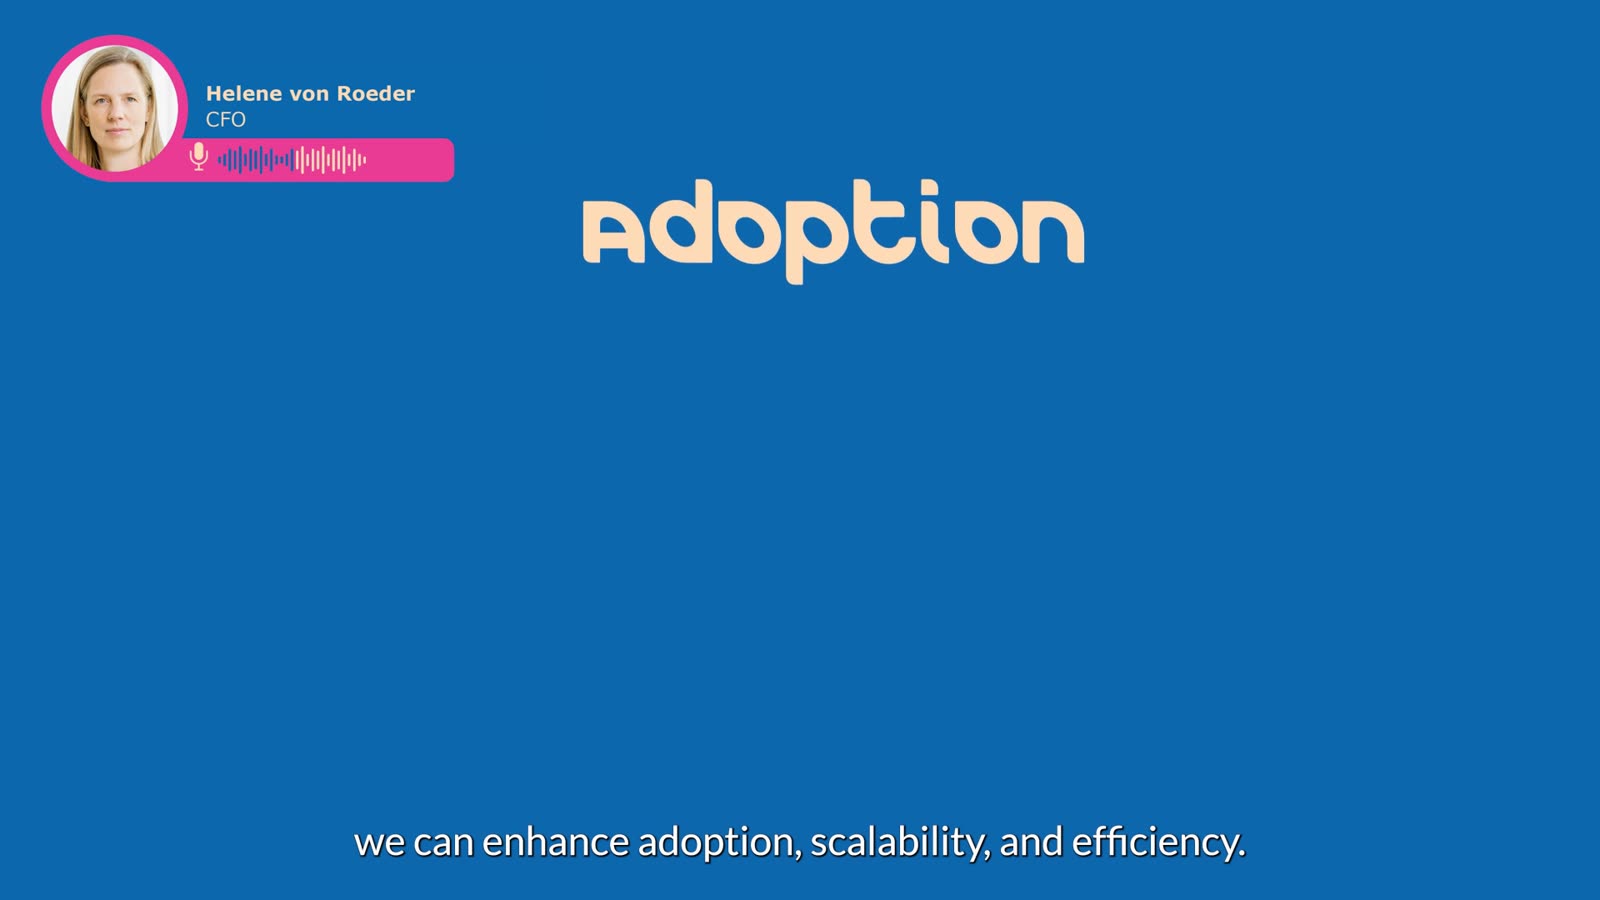 Helene von Roeder
CFO
Adoption
we can enhance adoption, scalability, and efficiency.